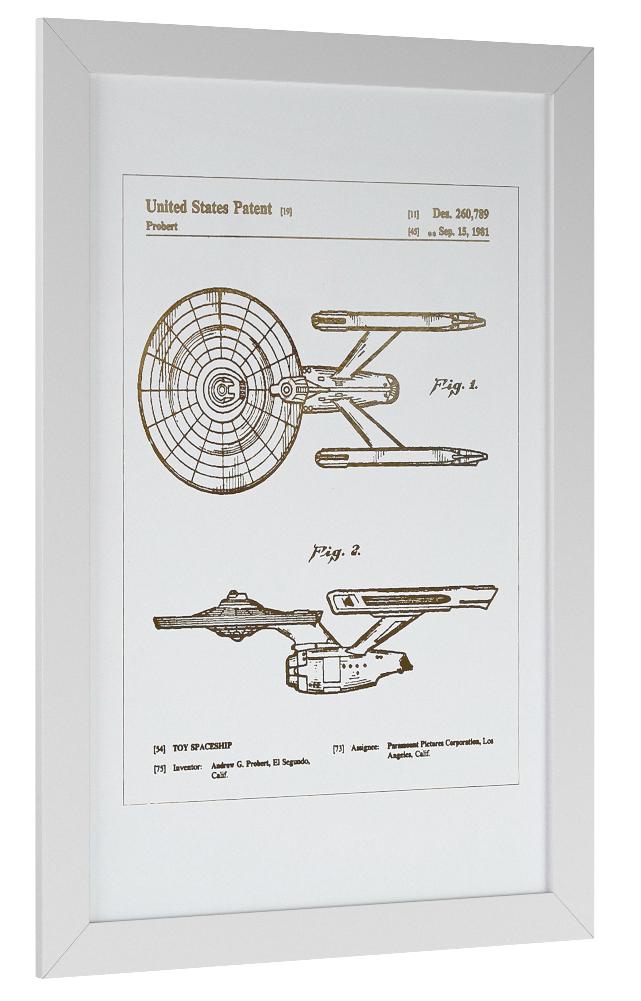 United States Patent [19]
[11] Des. 260,789
Probert
[45] ** Sep. 15, 1981
Fig. 1.
Fig. 2.
[54] TOY SPACESHIP
[75] Inventor: Andrew G. Probert, El Segundo,
Calif.
[73] Assignee: Paramount Pictures Corporation, Los
Angeles, Calif.